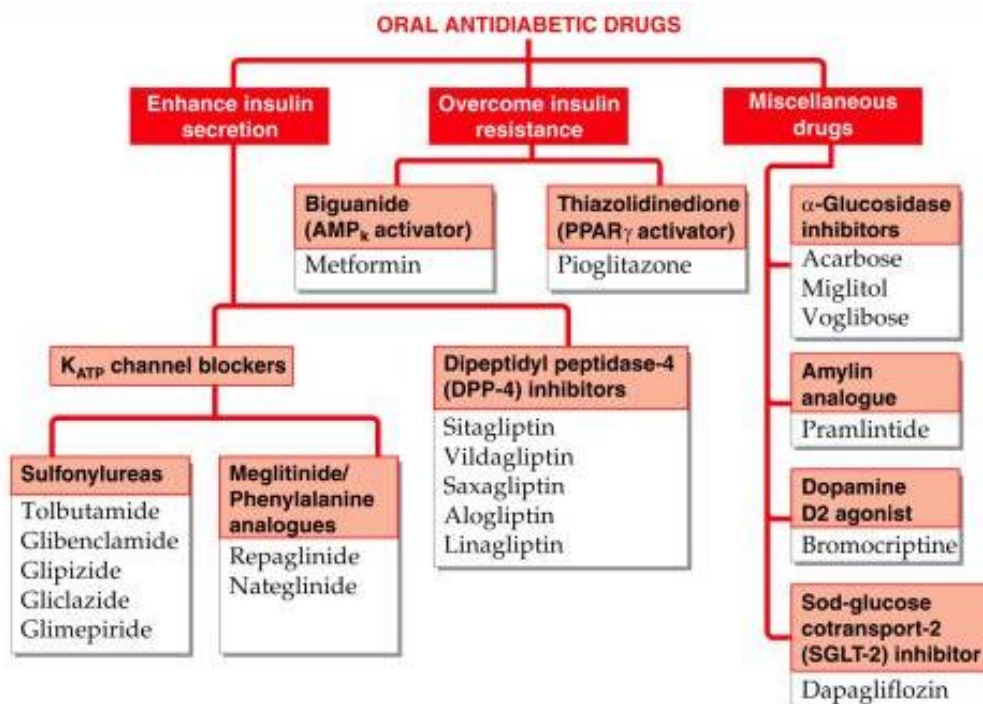 ORAL ANTIDIABETIC DRUGS
Enhance insulin
secretion
Overcome insulin
resistance
Miscellaneous
drugs
Biguanide
(AMPk activator)
Metformin
Thiazolidinedione
(PPARγ activator)
Pioglitazone
α-Glucosidase
inhibitors
Acarbose
Miglitol
Voglibose
KATP channel blockers
Dipeptidyl peptidase-4
(DPP-4) inhibitors
Sitagliptin
Vildagliptin
Saxagliptin
Alogliptin
Linagliptin
Amylin
analogue
Pramlintide
Sulfonylureas
Tolbutamide
Glibenclamide
Glipizide
Gliclazide
Glimepiride
Meglitinide/
Phenylalanine
analogues
Repaglinide
Nateglinide
Dopamine
D2 agonist
Bromocriptine
Sod-glucose
cotransport-2
(SGLT-2) inhibitor
Dapagliflozin